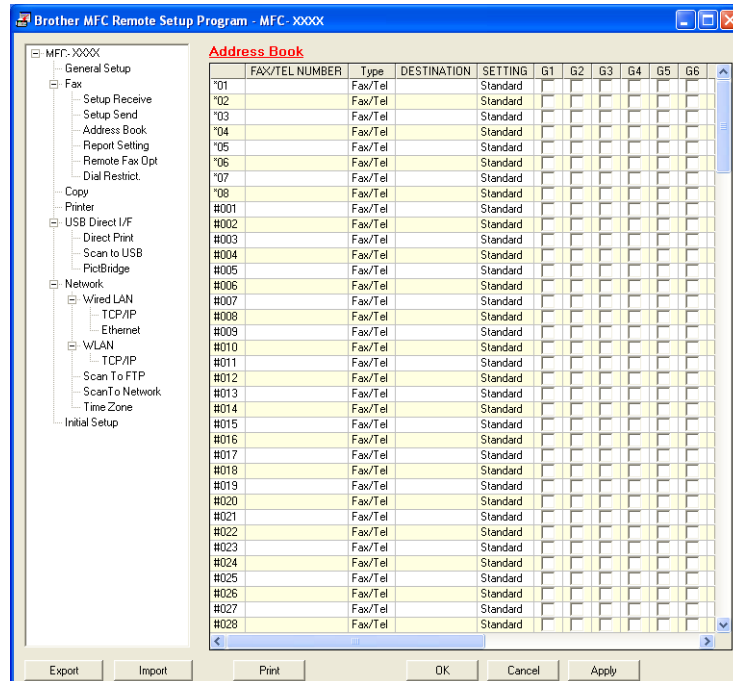 Brother MFC Remote Setup Program - MFC- XXXX
MFC- XXXX
General Setup
Fax
Setup Receive
Setup Send
Address Book
Report Setting
Remote Fax Opt
Dial Restrict.
Copy
Printer
USB Direct I/F
Direct Print
Scan to USB
PictBridge
Network
Wired LAN
TCP/IP
Ethernet
WLAN
TCP/IP
Scan To FTP
ScanTo Network
Time Zone
Initial Setup
Address Book
FAX/TEL NUMBER Type DESTINATION SETTING G1 G2 G3 G4 G5 G6
*01 Fax/Tel Standard
*02 Fax/Tel Standard
*03 Fax/Tel Standard
*04 Fax/Tel Standard
*05 Fax/Tel Standard
*06 Fax/Tel Standard
*07 Fax/Tel Standard
*08 Fax/Tel Standard
#001 Fax/Tel Standard
#002 Fax/Tel Standard
#003 Fax/Tel Standard
#004 Fax/Tel Standard
#005 Fax/Tel Standard
#006 Fax/Tel Standard
#007 Fax/Tel Standard
#008 Fax/Tel Standard
#009 Fax/Tel Standard
#010 Fax/Tel Standard
#011 Fax/Tel Standard
#012 Fax/Tel Standard
#013 Fax/Tel Standard
#014 Fax/Tel Standard
#015 Fax/Tel Standard
#016 Fax/Tel Standard
#017 Fax/Tel Standard
#018 Fax/Tel Standard
#019 Fax/Tel Standard
#020 Fax/Tel Standard
#021 Fax/Tel Standard
#022 Fax/Tel Standard
#023 Fax/Tel Standard
#024 Fax/Tel Standard
#025 Fax/Tel Standard
#026 Fax/Tel Standard
#027 Fax/Tel Standard
#028 Fax/Tel Standard
Export Import Print OK Cancel Apply